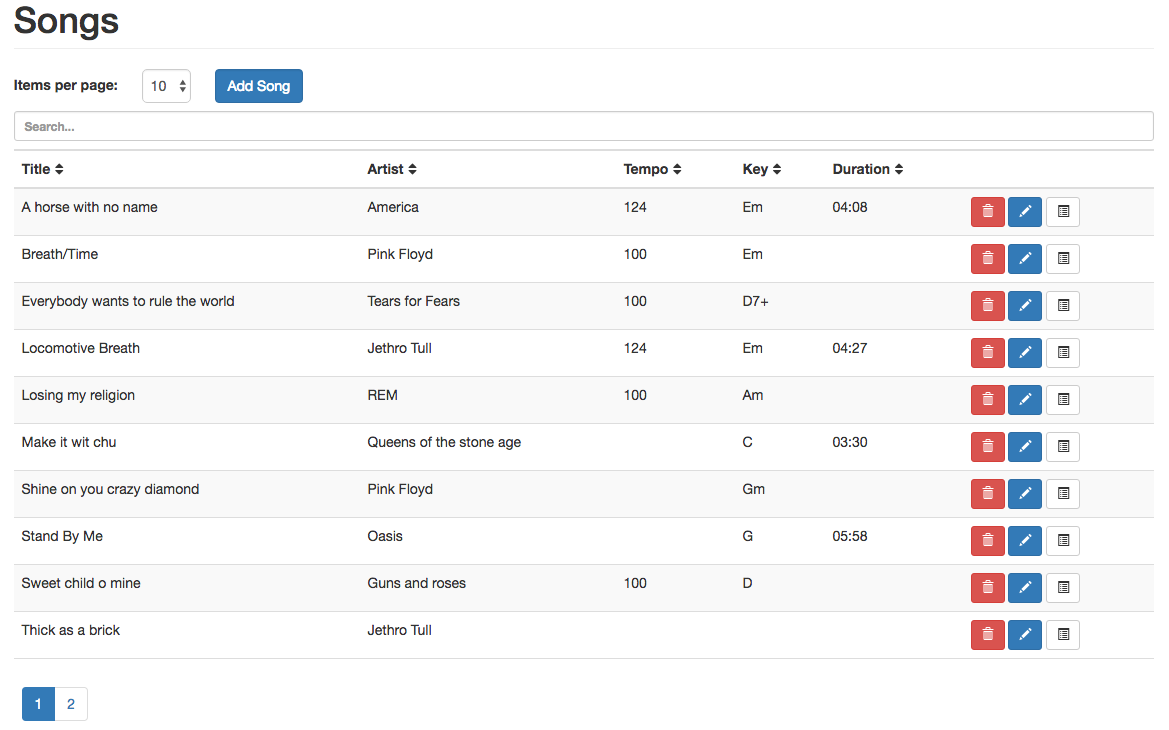 Songs
Items per page: 10 Add Song
Search...
Title Artist Tempo Key Duration
A horse with no name America 124 Em 04:08
Breath/Time Pink Floyd 100 Em
Everybody wants to rule the world Tears for Fears 100 D7+
Locomotive Breath Jethro Tull 124 Em 04:27
Losing my religion REM 100 Am
Make it wit chu Queens of the stone age C 03:30
Shine on you crazy diamond Pink Floyd Gm
Stand By Me Oasis G 05:58
Sweet child o mine Guns and roses 100 D
Thick as a brick Jethro Tull
1 2